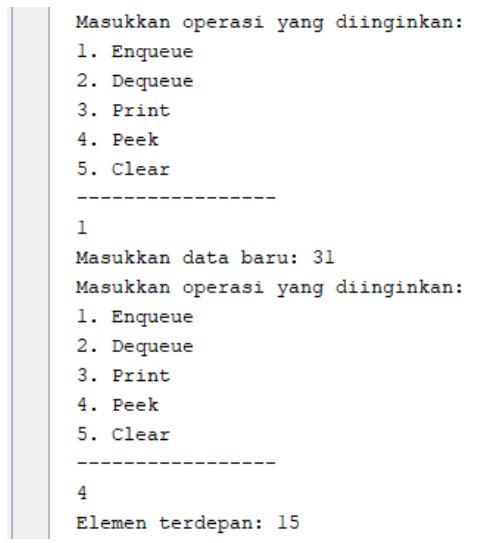 Masukkan operasi yang diinginkan:
1. Enqueue
2. Dequeue
3. Print
4. Peek
5. Clear
-----------------
1
Masukkan data baru: 31
Masukkan operasi yang diinginkan:
1. Enqueue
2. Dequeue
3. Print
4. Peek
5. Clear
-----------------
4
Elemen terdepan: 15